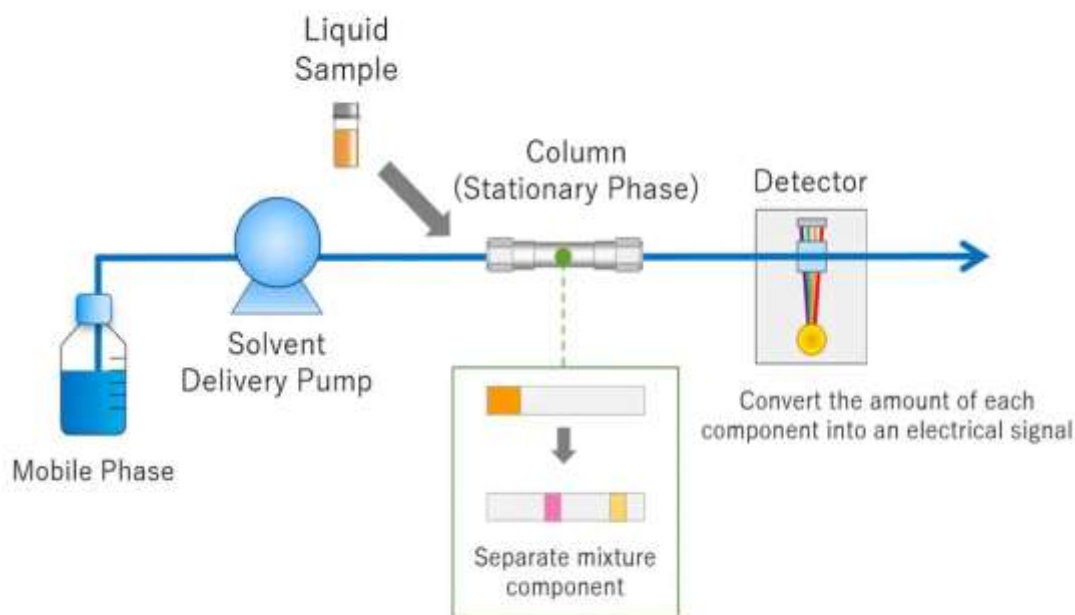 Liquid
Sample
Column
(Stationary Phase)
Detector
Solvent
Delivery Pump
Mobile Phase
Convert the amount of each
component into an electrical signal
Separate mixture
component